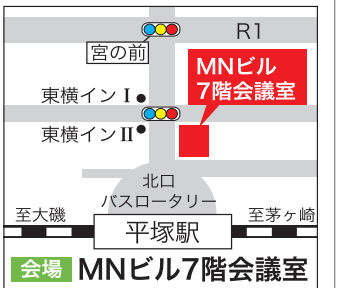 R1
宮の前
MNビル
7階会議室
東横インⅠ
東横インⅡ
北口
バスロータリー
至大磯
至茅ヶ崎
平塚駅
会場 MNビル7階会議室